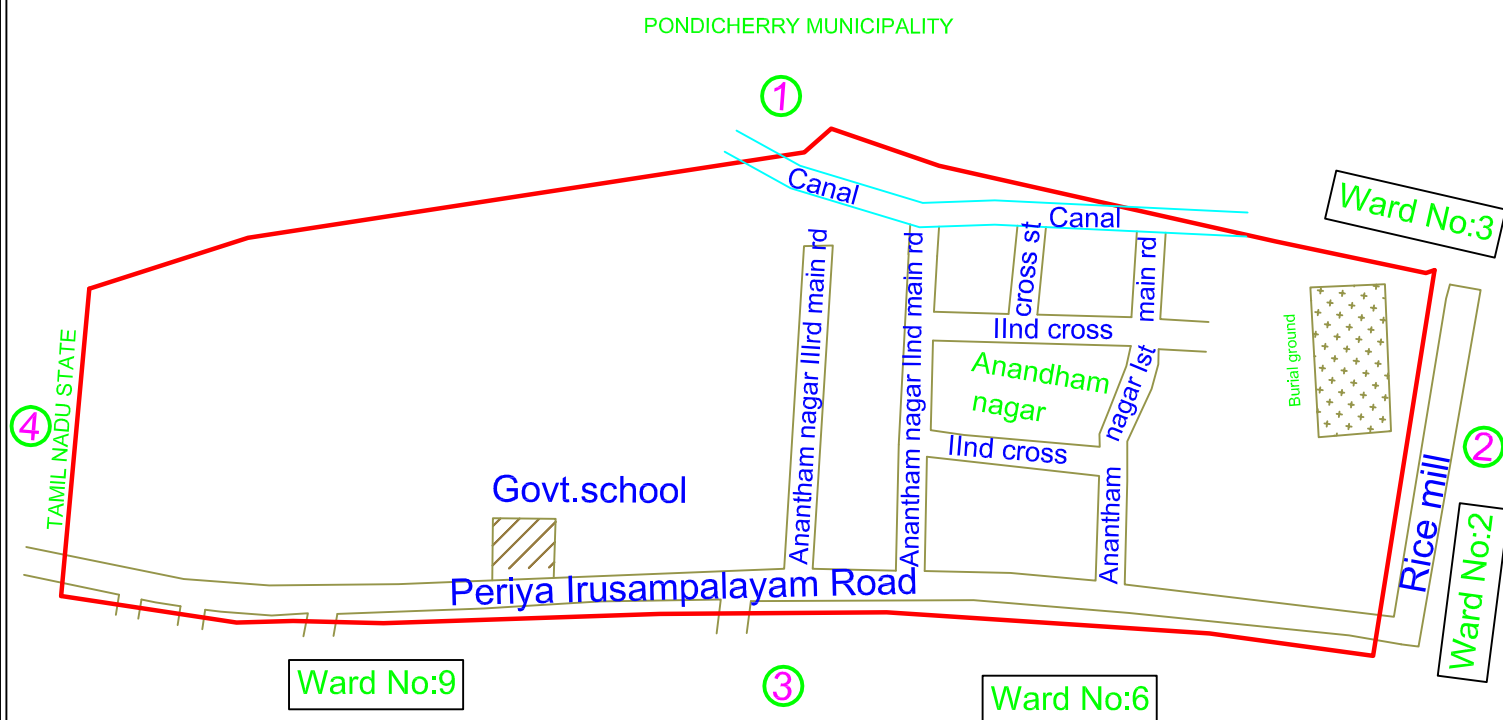 PONDICHERRY MUNICIPALITY
1
Canal
Canal
Ward No:3
Anantham nagar IIIrd main rd
Anantham nagar IInd main rd
cross st
main rd
IInd cross
Anandham
nagar
nagar Ist
Anantham
IInd cross
Burial ground
TAMIL NADU STATE
4
2
Govt.school
Rice mill
Ward No:2
Periya Irusampalayam Road
Ward No:9
3
Ward No:6